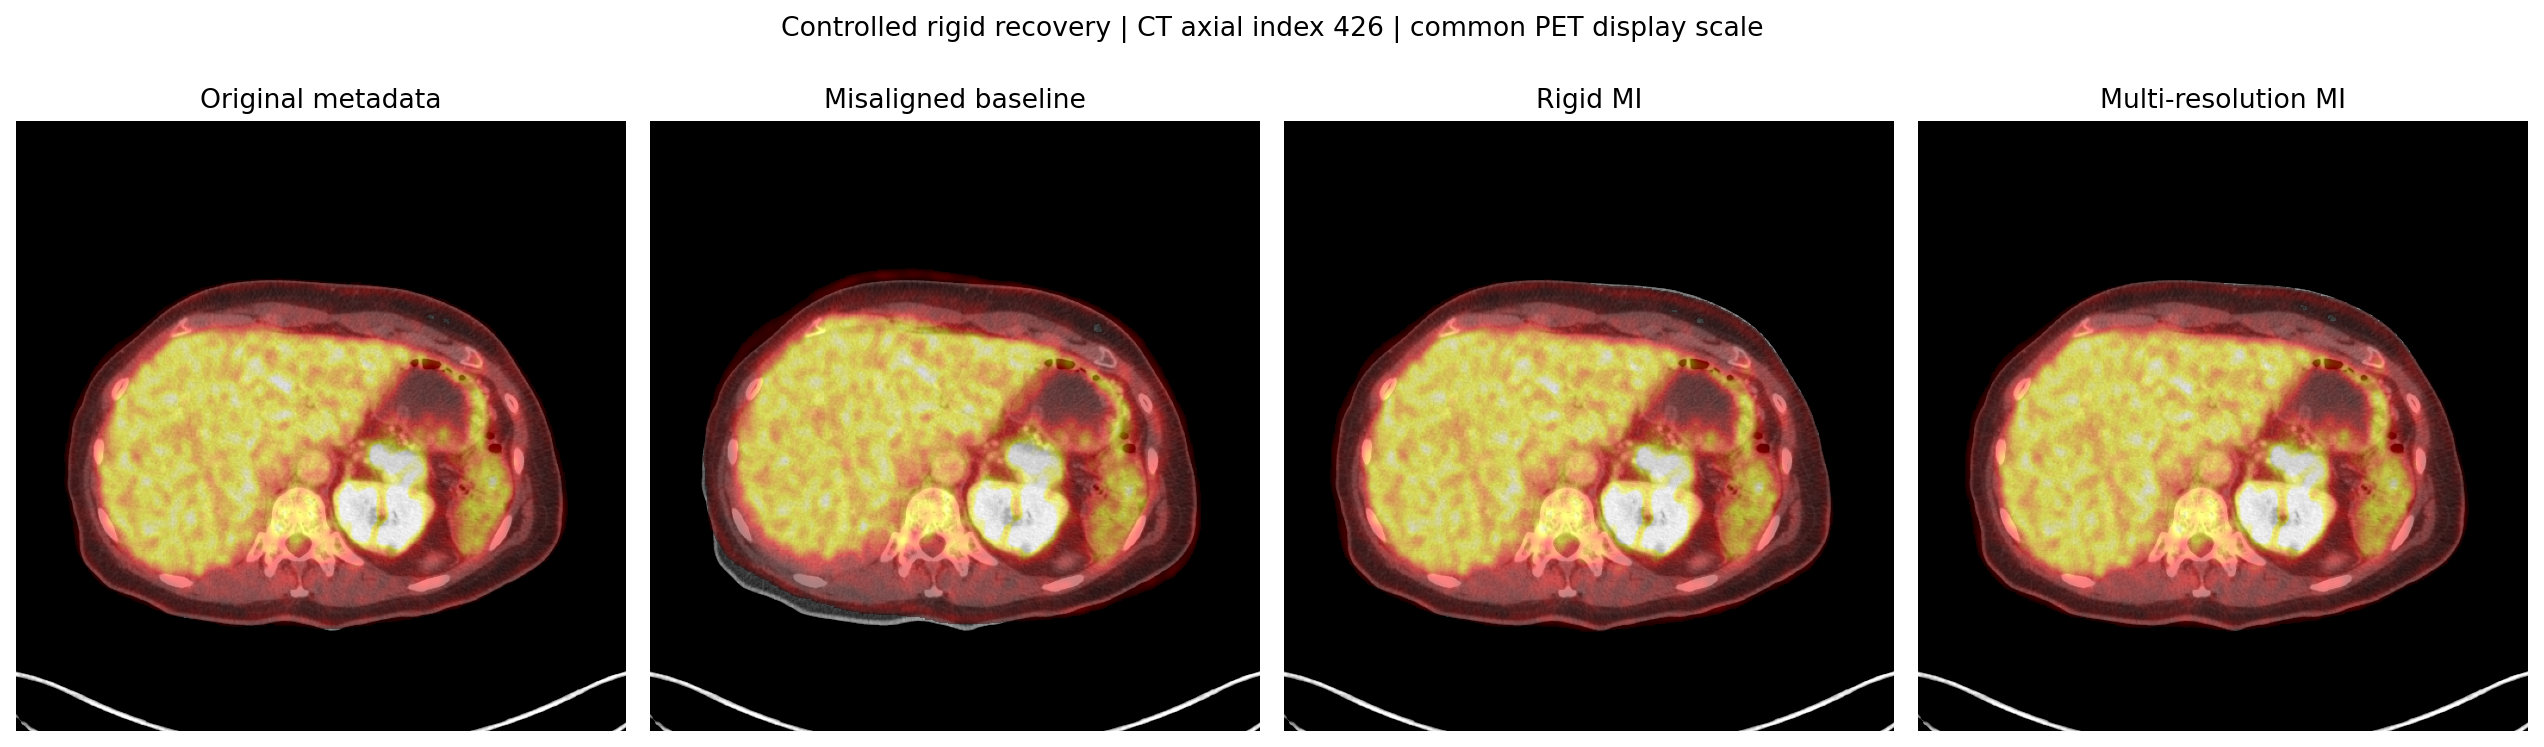 Controlled rigid recovery | CT axial index 426 | common PET display scale
Original metadata
Misaligned baseline
Rigid MI
Multi-resolution MI